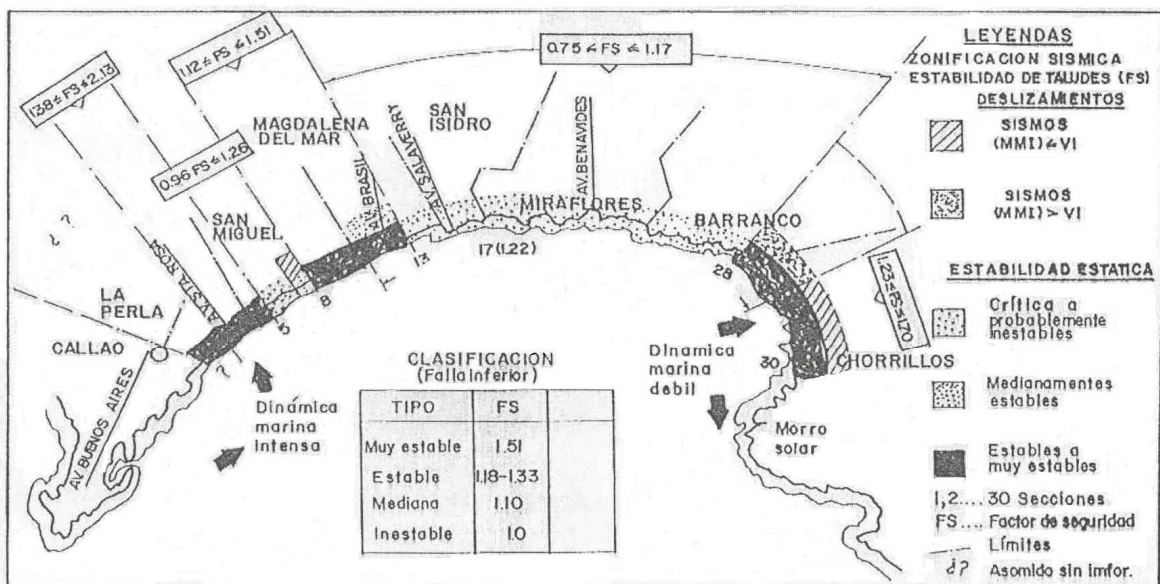 1.38 ≤ FS ≤ 2.13
1.12 ≤ FS ≤ 1.51
0.75 ≤ FS ≤ 1.17
0.96 FS ≤ 1.26
1.23 ≤ FS ≤ 1.70
¿ ?
LA
PERLA
CALLAO
AV. BUENOS AIRES
AV. STA ROSA
SAN
MIGUEL
MAGDALENA
DEL MAR
AV. BRASIL
AV. SALAVERRY
SAN
ISIDRO
AV. BENAVIDES
MIRAFLORES
BARRANCO
CHORRILLOS
5
8
13
17(1.22)
28
30
?
Dinámica
marina
Intensa
Dinamica
marina
debil
Morro
solar
CLASIFICACION
(Falla Inferior)
TIPO FS
Muy estable 1.51
Estable 1.18-1.33
Mediana 1.10
Inestable 1.0
LEYENDAS
ZONIFICACION SISMICA
ESTABILIDAD DE TALUDES (FS)
DESLIZAMIENTOS
SISMOS
(MMI) ≤ VI
SISMOS
(MMI) > VI
ESTABILIDAD ESTATICA
Crítica a
probablemente
inestables
Medianamentes
estables
Estables a
muy estables
1,2.... 30 Secciones
FS.... Factor de seguridad
Límites
¿? Asomido sin imfor.